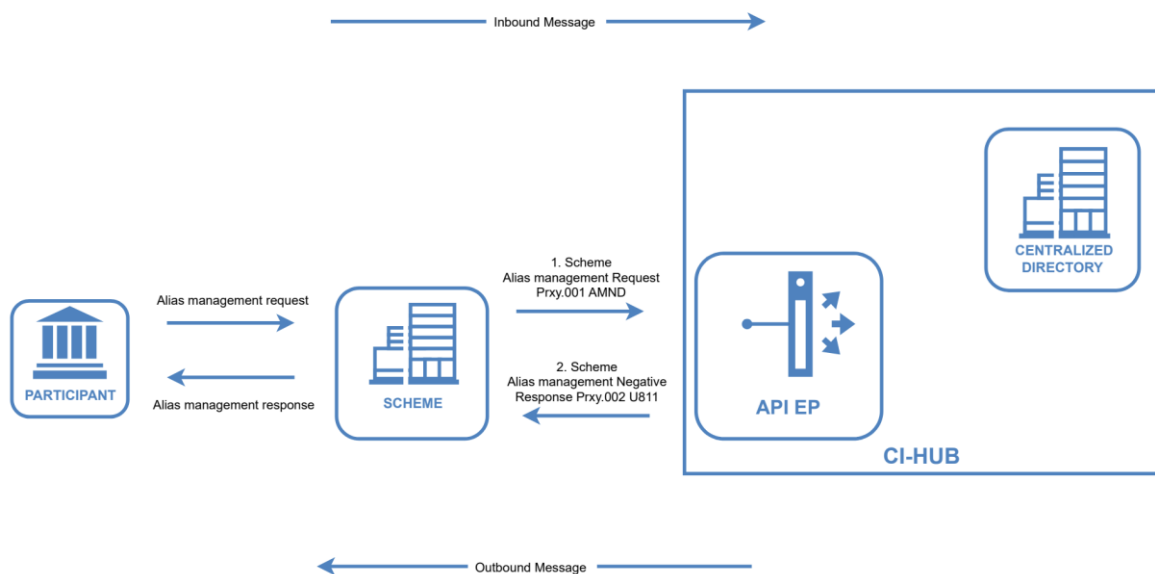 Inbound Message
CENTRALIZED
DIRECTORY
1. Scheme
Alias management Request
Prxy.001 AMND
Alias management request
PARTICIPANT
Alias management response
SCHEME
2. Scheme
Alias management Negative
Response Prxy.002 U811
API EP
CI-HUB
Outbound Message